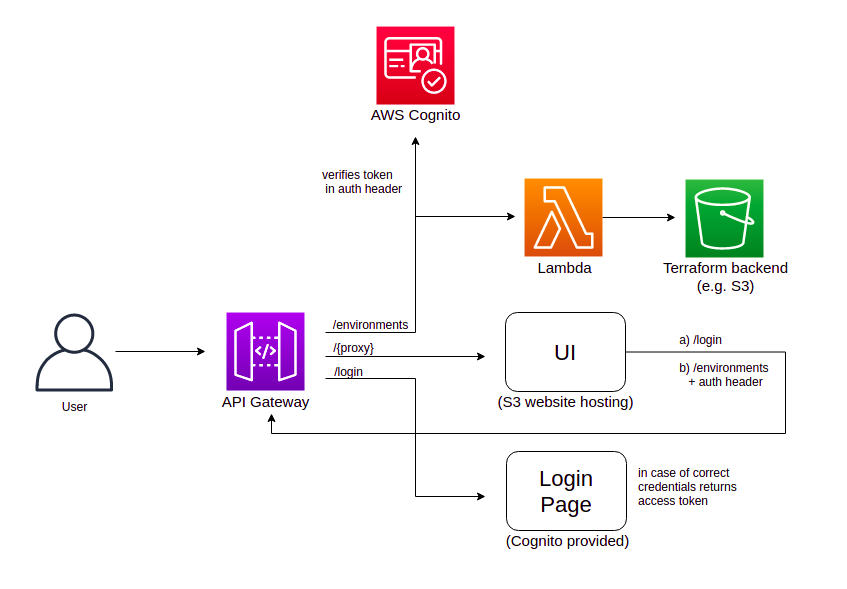 AWS Cognito
verifies token
in auth header
Lambda
Terraform backend
(e.g. S3)
/environments
/{proxy}
/login
</>
API Gateway
User
UI
(S3 website hosting)
a) /login
b) /environments
+ auth header
Login
Page
(Cognito provided)
in case of correct
credentials returns
access token